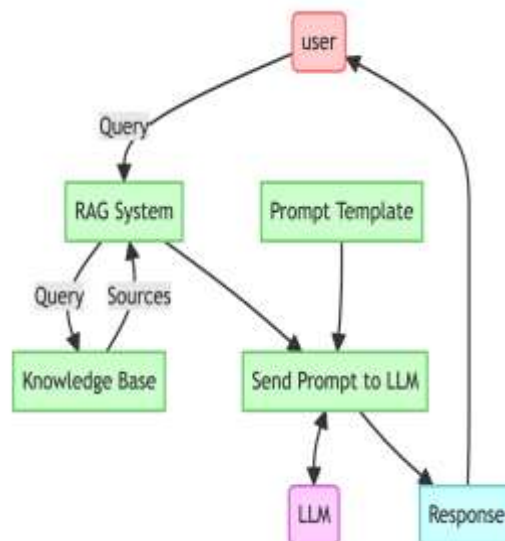 user
Query
RAG System
Prompt Template
Query
Sources
Knowledge Base
Send Prompt to LLM
LLM
Response